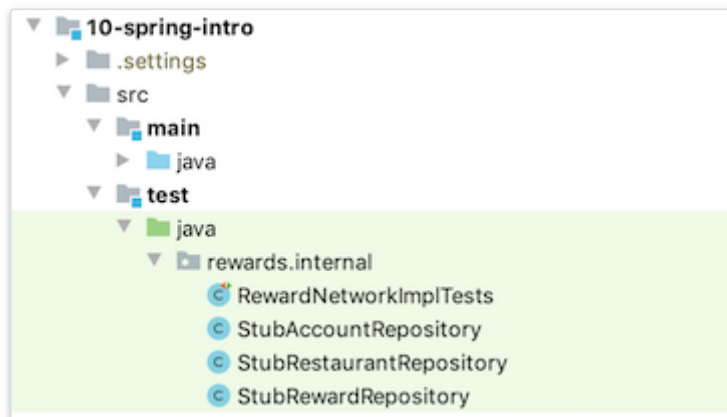 10-spring-intro
.settings
src
main
java
test
java
rewards.internal
RewardNetworkImplTests
StubAccountRepository
StubRestaurantRepository
StubRewardRepository